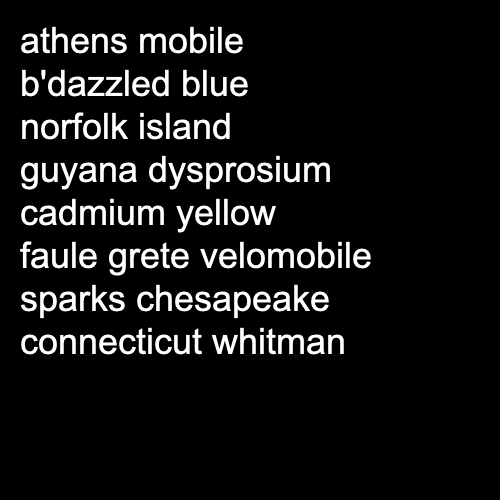 athens mobile
b'dazzled blue
norfolk island
guyana dysprosium
cadmium yellow
faule grete velomobile
sparks chesapeake
connecticut whitman